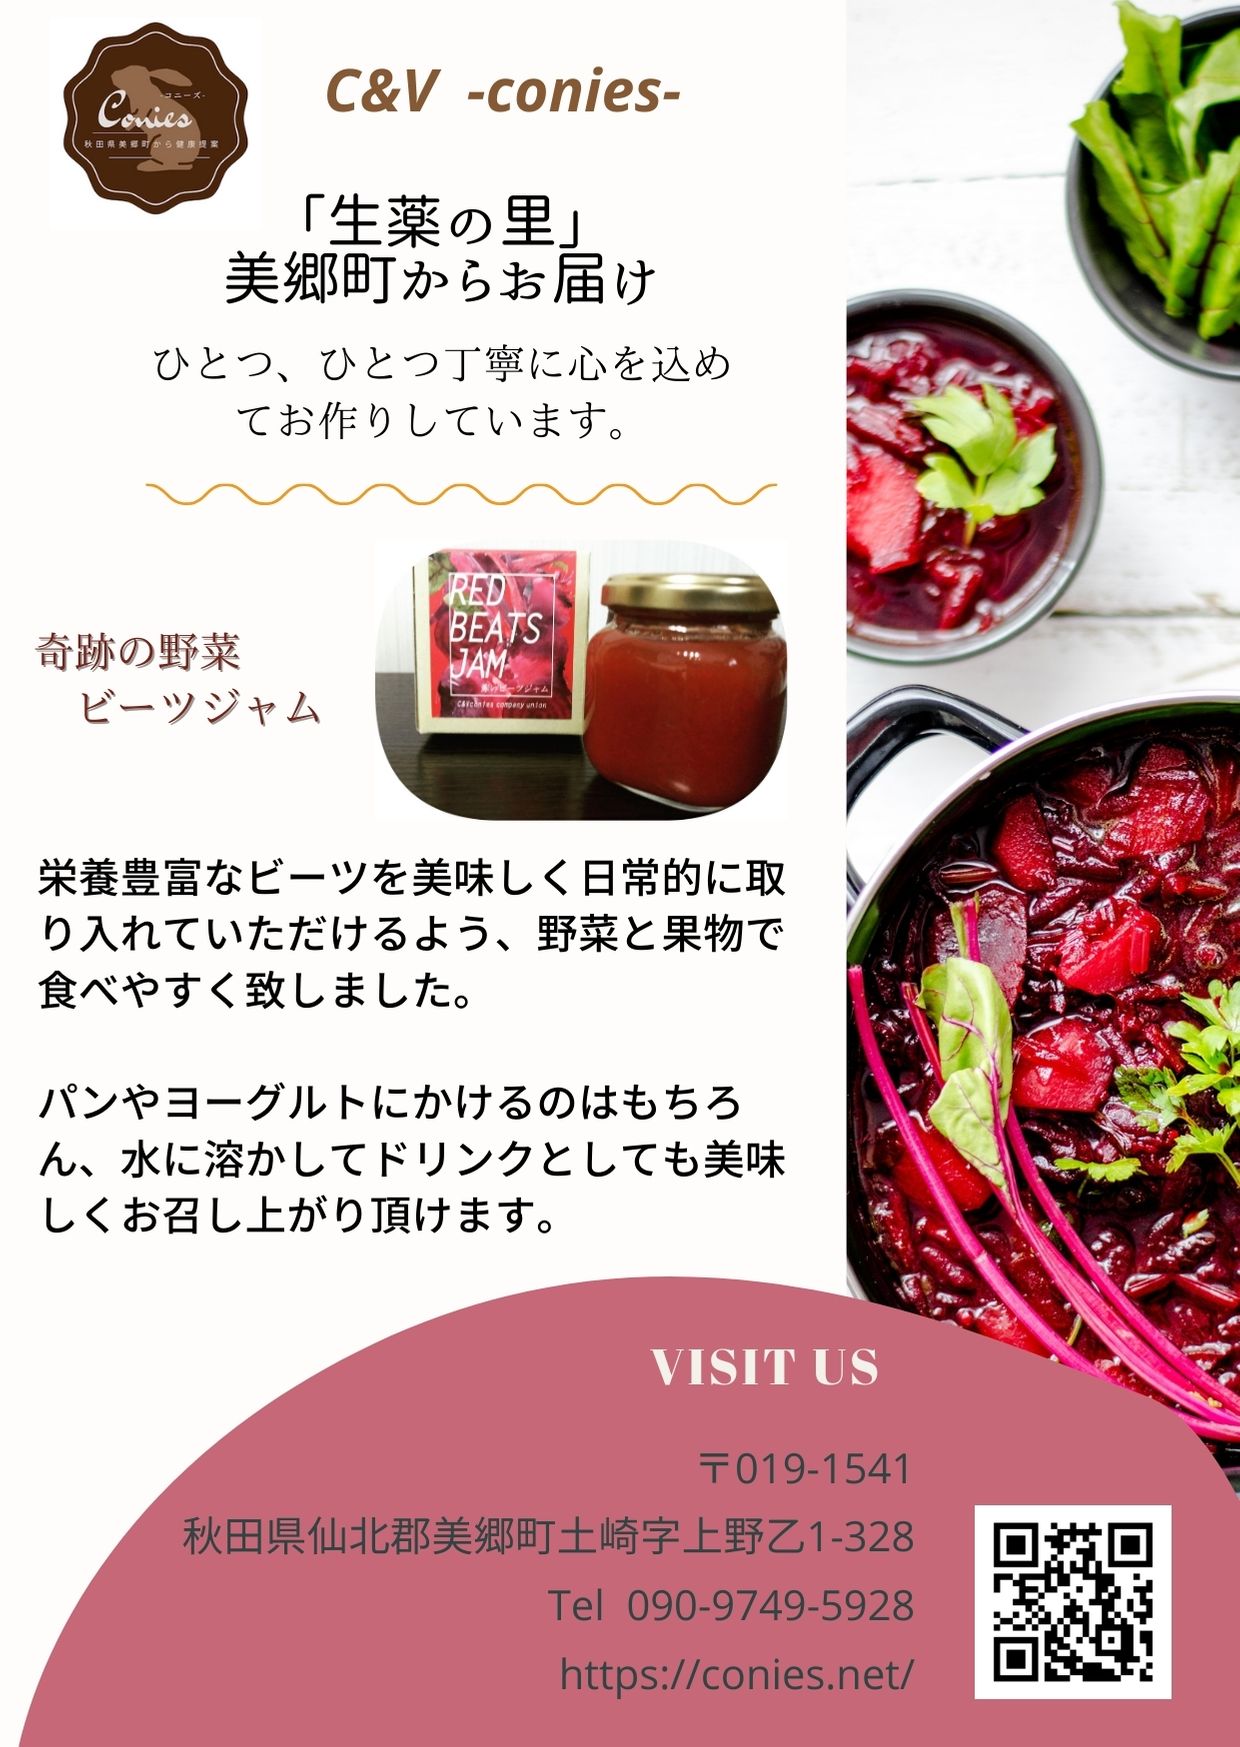 -コニーズ-
Conies
秋田県美郷町から健康提案
C&V -conies-
「生薬の里」
美郷町からお届け
ひとつ、ひとつ丁寧に心を込め
てお作りしています。
奇跡の野菜
ビーツジャム
RED
BEATS
JAM
のビーツジャム
C&Vconies company union
栄養豊富なビーツを美味しく日常的に取
り入れていただけるよう、野菜と果物で
食べやすく致しました。
パンやヨーグルトにかけるのはもちろ
ん、水に溶かしてドリンクとしても美味
しくお召し上がり頂けます。
VISIT US
〒019-1541
秋田県仙北郡美郷町土崎字上野乙1-328
Tel 090-9749-5928
https://conies.net/